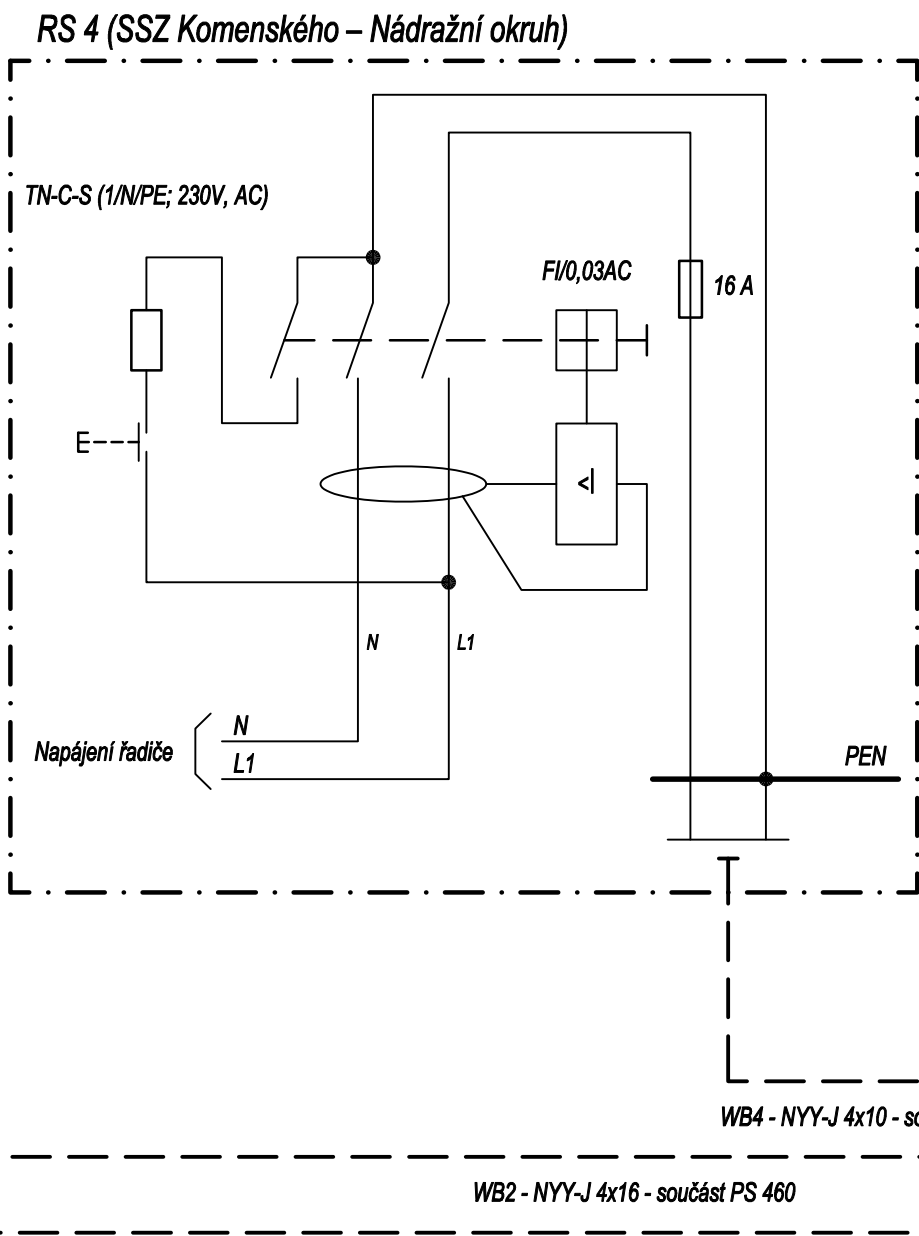 RS 4 (SSZ Komenského – Nádražní okruh)
TN-C-S (1/N/PE; 230V, AC)
FI/0,03AC
16 A
N
L1
N
Napájení řadiče
L1
PEN
WB4 - NYY-J 4x10 - so
WB2 - NYY-J 4x16 - součást PS 460